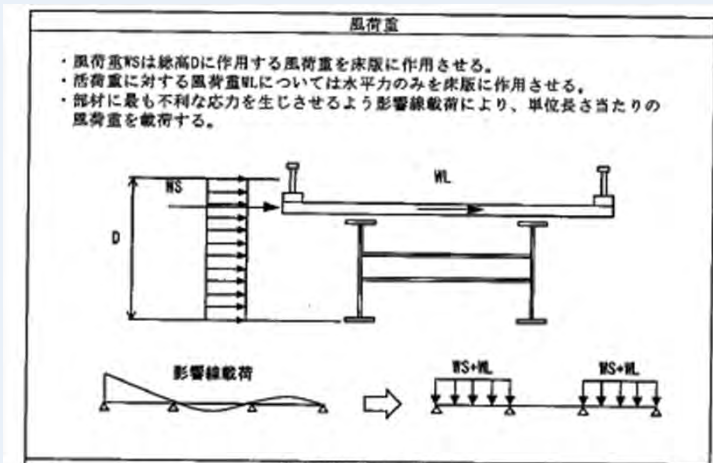 風荷重
・風荷重WSは総高Dに作用する風荷重を床版に作用させる。
・活荷重に対する風荷重WLについては水平力のみを床版に作用させる。
・部材に最も不利な応力を生じさせるよう影響線載荷により、単位長さ当たりの
風荷重を載荷する。
WS
WL
D
影響線載荷
WS+WL
WS+WL